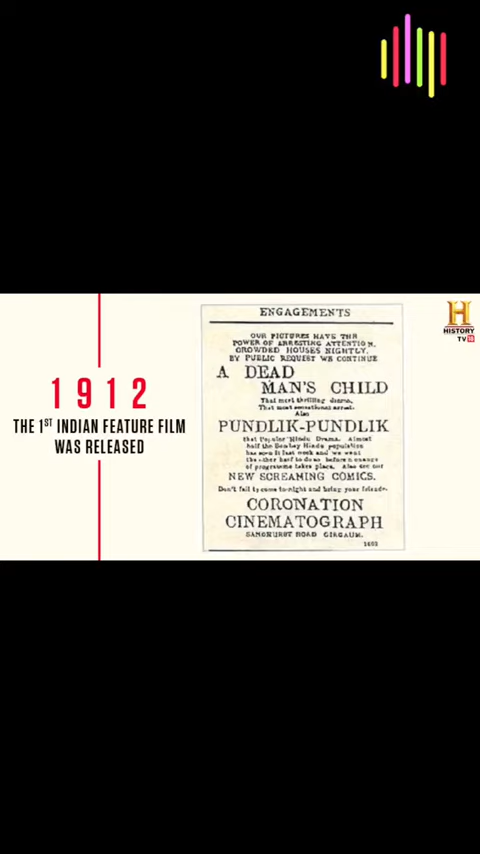 1912
THE 1ST INDIAN FEATURE FILM
WAS RELEASED
ENGAGEMENTS
OUR PICTURES HAVE THE
POWER OF ARRESTING ATTENTION.
CROWDED HOUSES NIGHTLY.
BY PUBLIC REQUEST WE CONTINUE
A DEAD
MAN'S CHILD
That most thrilling drama.
That most sensational
Also
PUNDLIK-PUNDLIK
that Popular Hindu Drama. Almost
half the Bombay Hindu population
has seen it last week and we want
the other half to do so before a change
of programme takes place. Also our
NEW SCREAMING COMICS.
Don't fail to come to-night and bring your friends.
CORONATION
CINEMATOGRAPH
SANDHURST ROAD GIRGAUM.
H
HISTORY
TV18